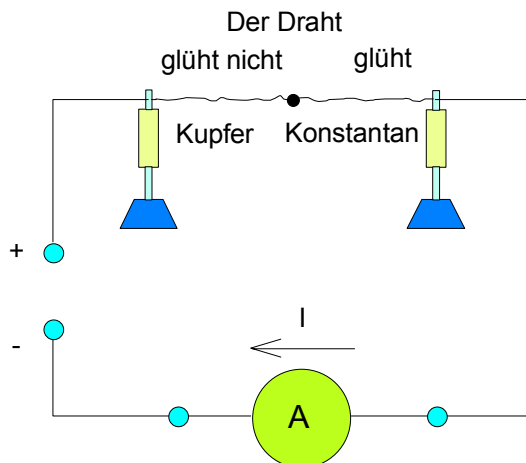 Der Draht
glüht nicht glüht
Kupfer Konstantan
+
-
I
A